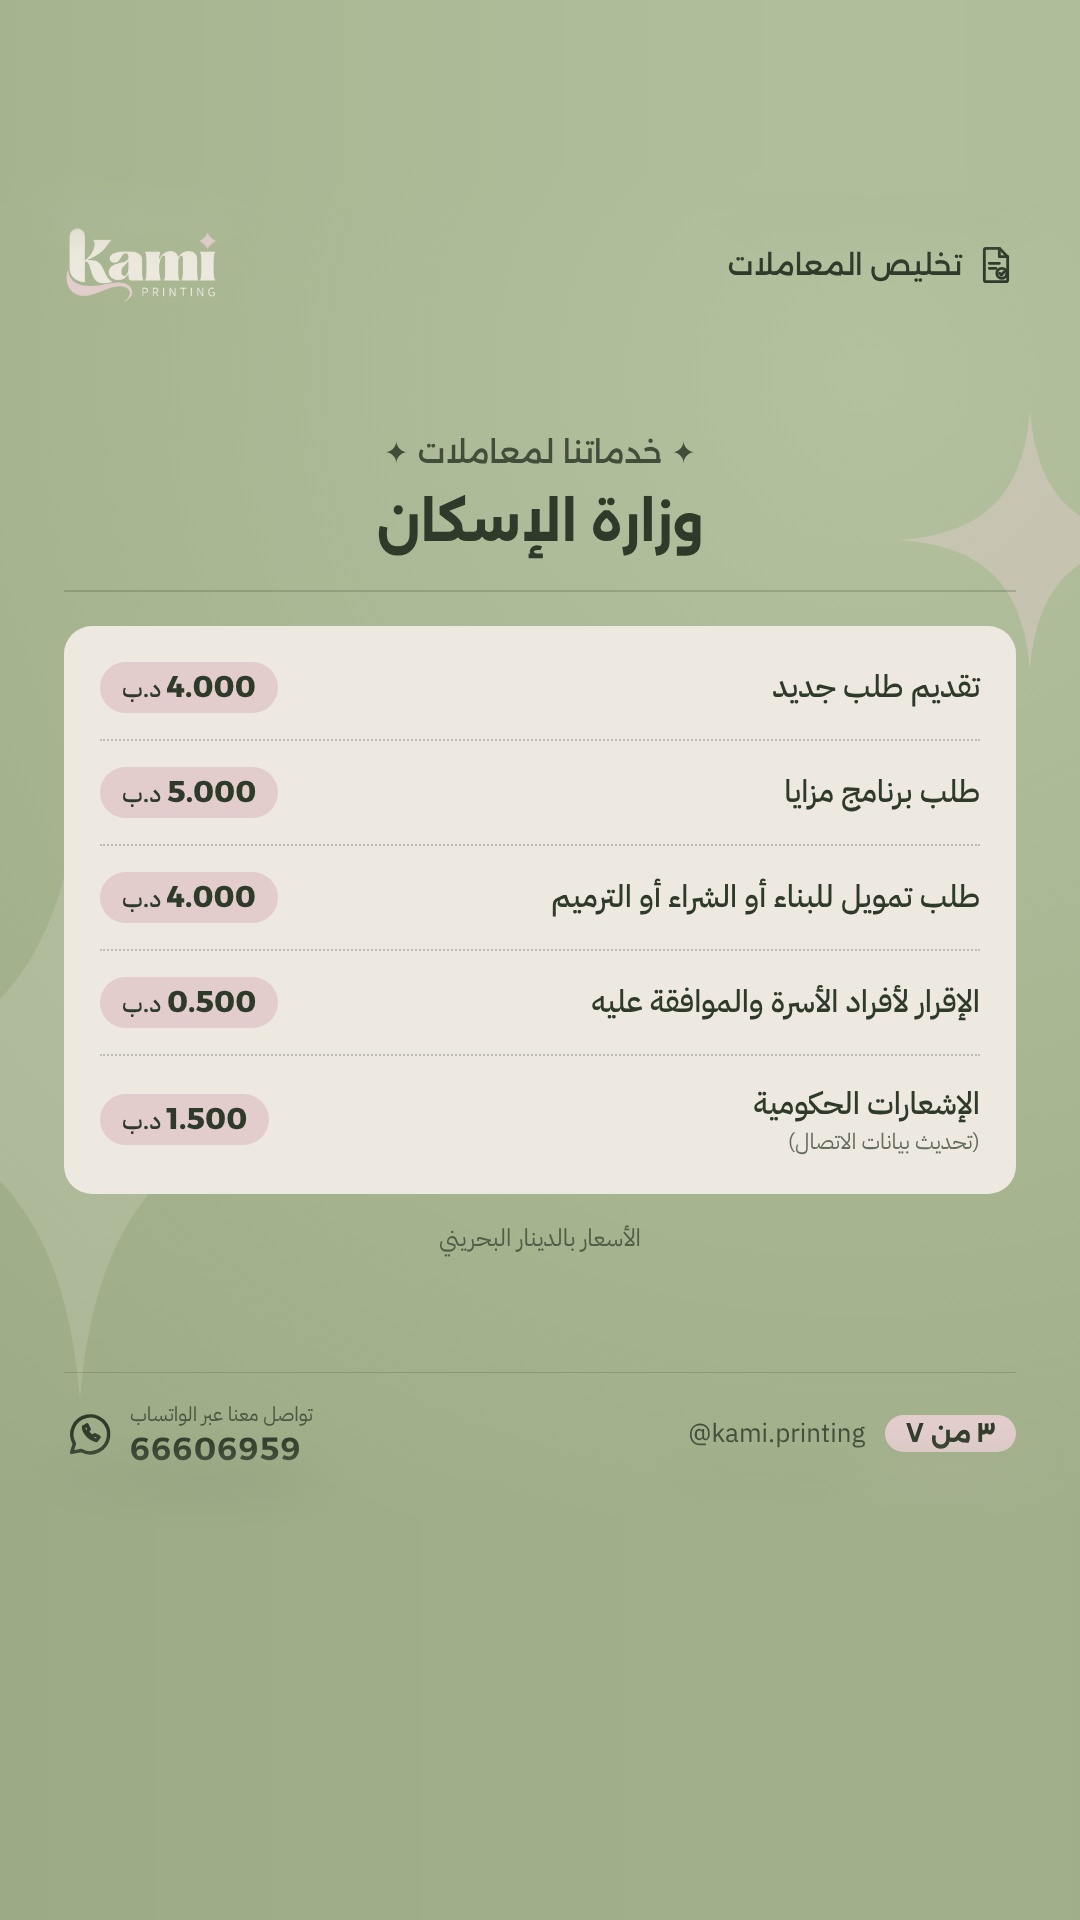 تخليص المعاملات
Kami
PRINTING
✦ خدماتنا لمعاملات ✦
وزارة الإسكان
تقديم طلب جديد 4.000 د.ب
طلب برنامج مزايا 5.000 د.ب
طلب تمويل للبناء أو الشراء أو الترميم 4.000 د.ب
الإقرار لأفراد الأسرة والموافقة عليه 0.500 د.ب
الإشعارات الحكومية 1.500 د.ب
(تحديث بيانات الاتصال)
الأسعار بالدينار البحريني
٣ من ٧ @kami.printing
تواصل معنا عبر الواتساب
66606959